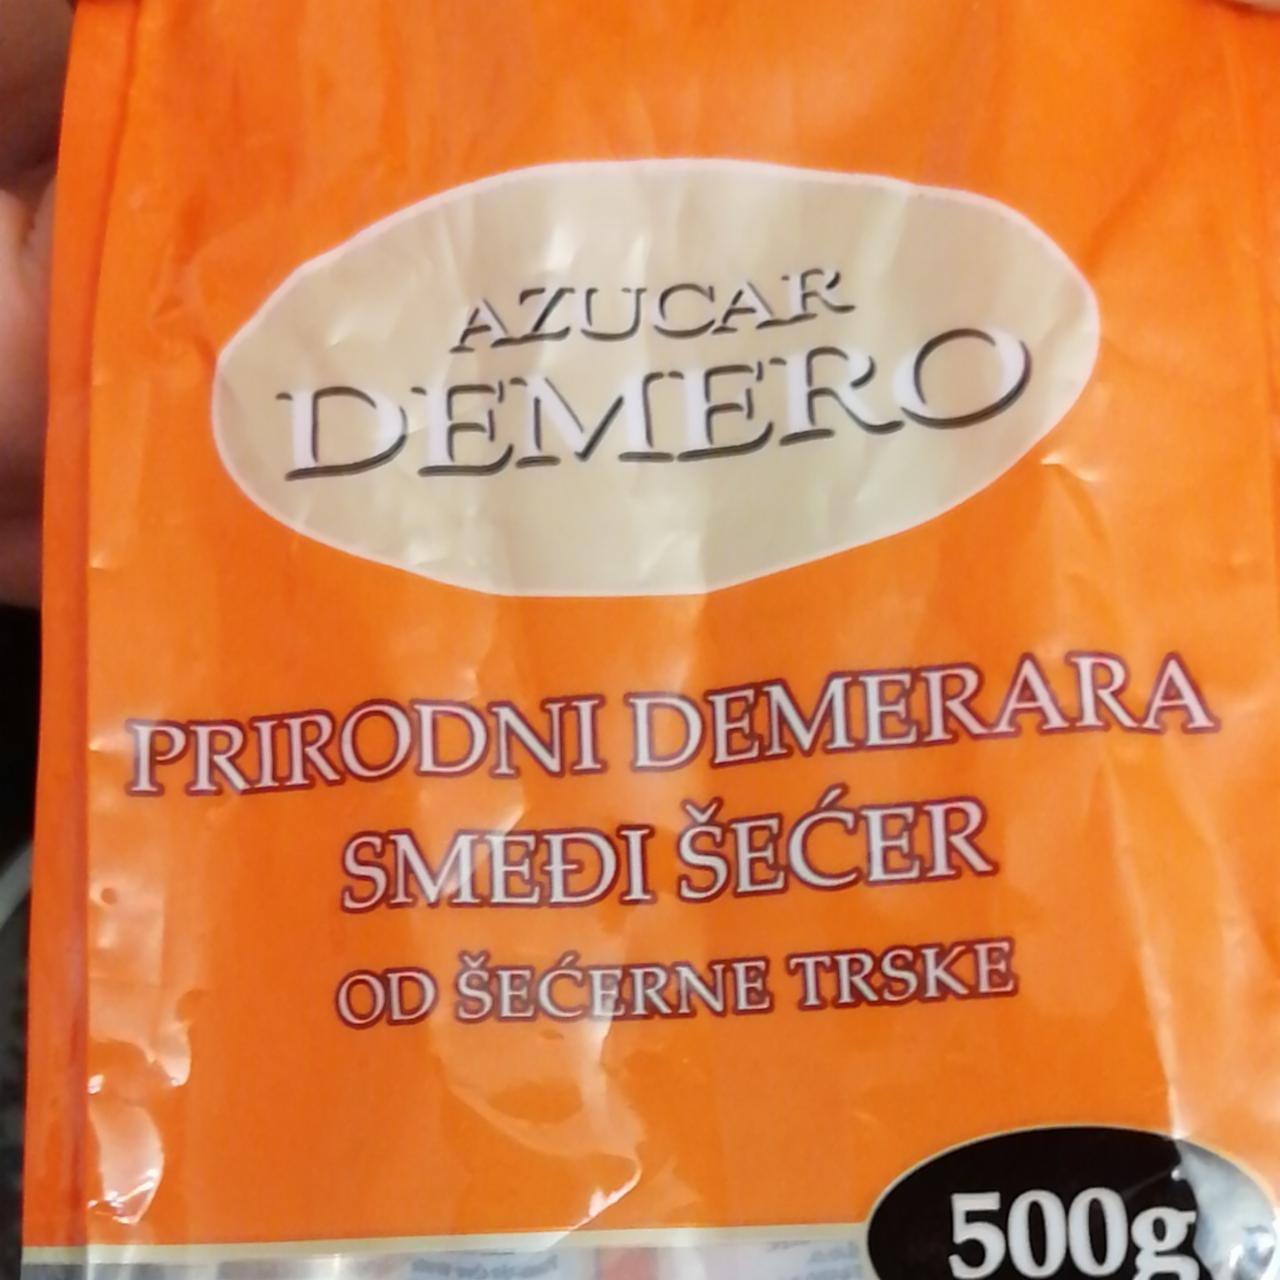 AZUCAR
DEMERO
PRIRODNI DEMERARA
SMEĐI ŠEĆER
OD ŠEĆERNE TRSKE
500g